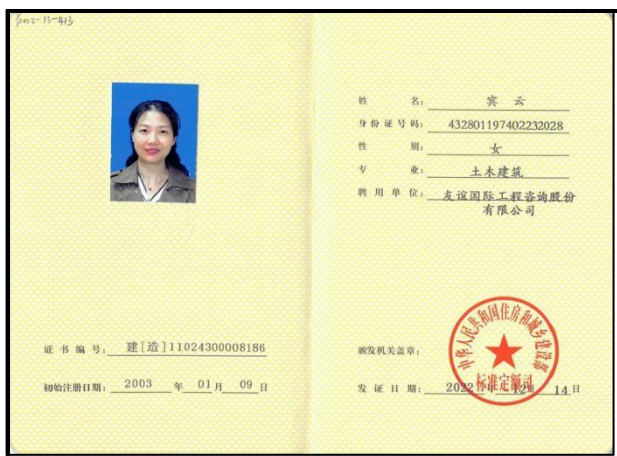 姓 名: 宾 云
身份证号码: 432801197402232028
性 别: 女
专 业: 土木建筑
聘用单位: 友谊国际工程咨询股份
有限公司
证书编号: 建[造]11024300008186
初始注册日期: 2003 年 01 月 09 日
颁发机关盖章:
中华人民共和国住房和城乡建设部
标准定额司
发证日期: 2022 年 12 月 14 日